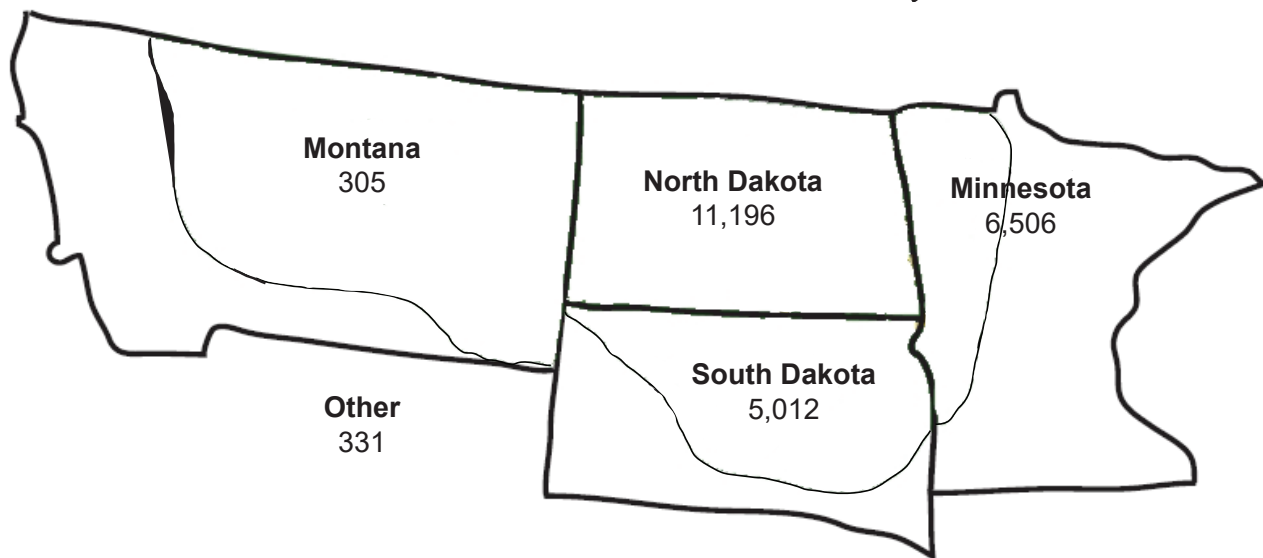 Montana
305
North Dakota
11,196
Minnesota
6,506
South Dakota
5,012
Other
331